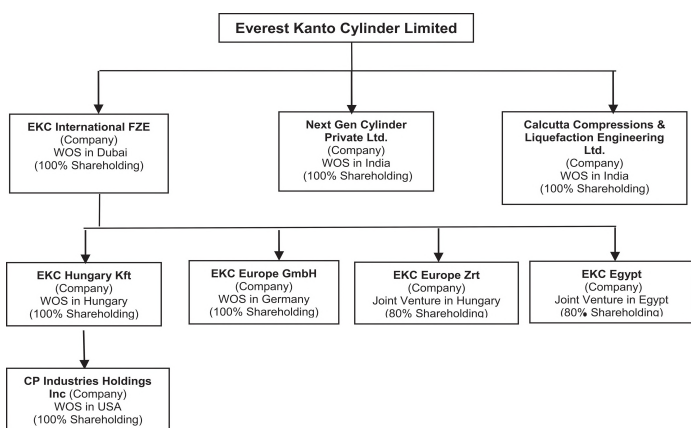 Everest Kanto Cylinder Limited
EKC International FZE
(Company)
WOS in Dubai
(100% Shareholding)
Next Gen Cylinder
Private Ltd.
(Company)
WOS in India
(100% Shareholding)
Calcutta Compressions &
Liquefaction Engineering
Ltd.
(Company)
WOS in India
(100% Shareholding)
EKC Hungary Kft
(Company)
WOS in Hungary
(100% Shareholding)
EKC Europe GmbH
(Company)
WOS in Germany
(100% Shareholding)
EKC Europe Zrt
(Company)
Joint Venture in Hungary
(80% Shareholding)
EKC Egypt
(Company)
Joint Venture in Egypt
(80% Shareholding)
CP Industries Holdings
Inc (Company)
WOS in USA
(100% Shareholding)